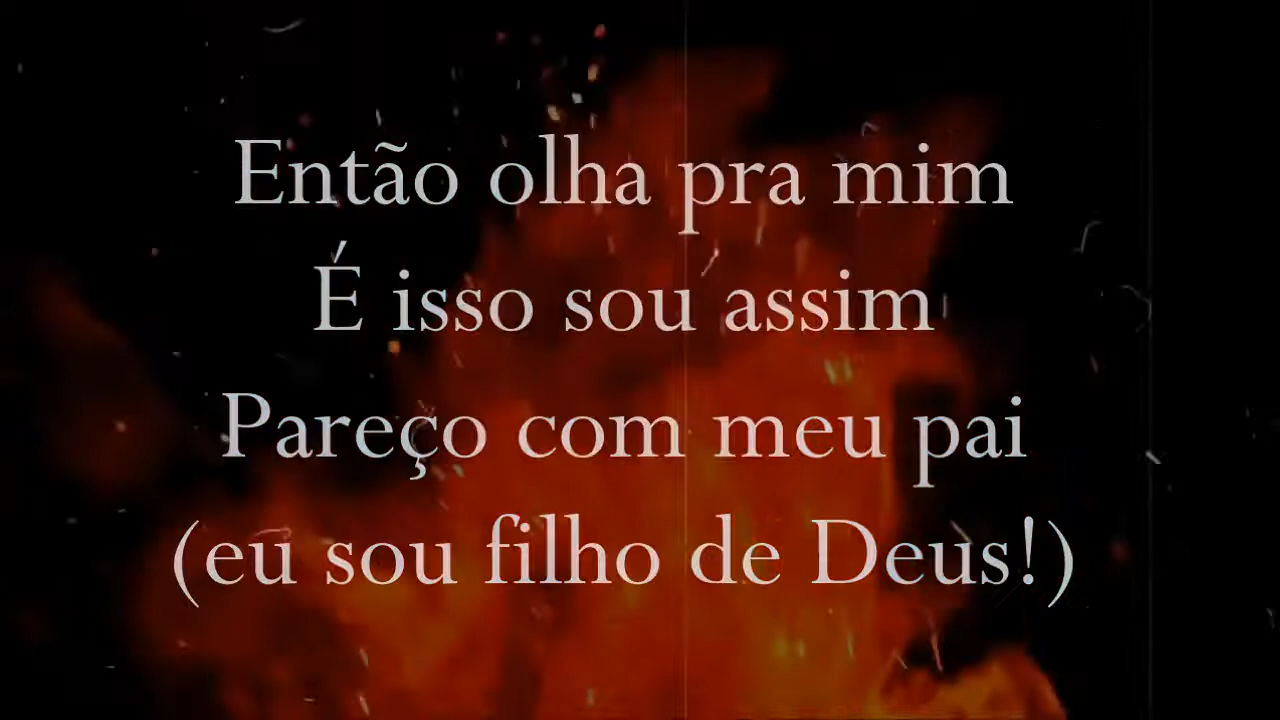 Então olha pra mim
É isso sou assim
Pareço com meu pai
(eu sou filho de Deus!)